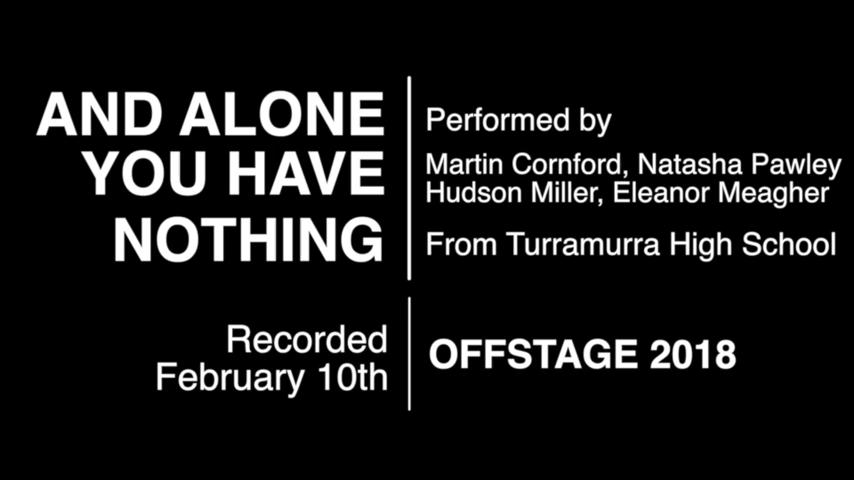 AND ALONE
YOU HAVE
NOTHING
Performed by
Martin Cornford, Natasha Pawley
Hudson Miller, Eleanor Meagher
From Turramurra High School
Recorded
February 10th
OFFSTAGE 2018